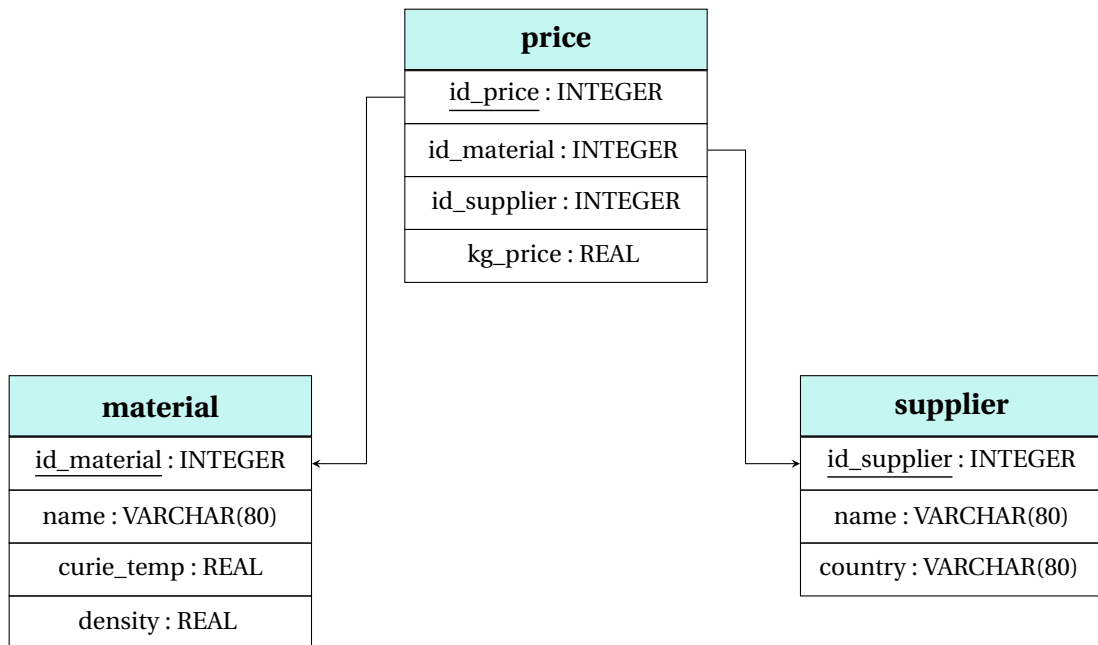 price
id_price : INTEGER
id_material : INTEGER
id_supplier : INTEGER
kg_price : REAL
material
id_material : INTEGER
name : VARCHAR(80)
curie_temp : REAL
density : REAL
supplier
id_supplier : INTEGER
name : VARCHAR(80)
country : VARCHAR(80)